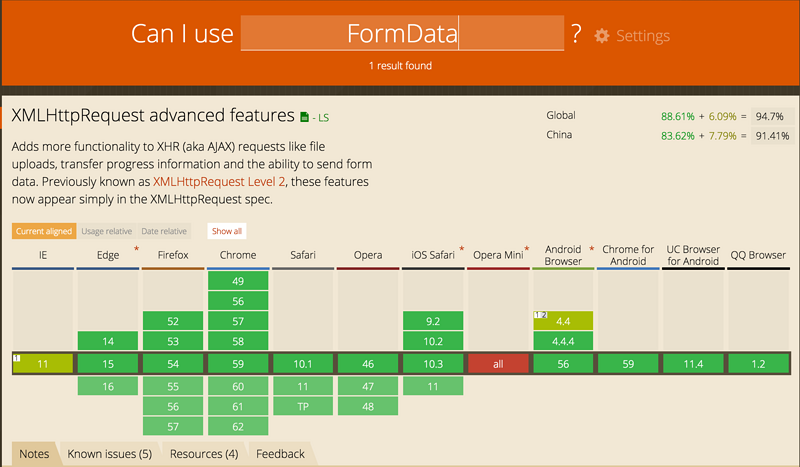 Can I use FormData ? Settings
1 result found
XMLHttpRequest advanced features - LS
Global 88.61% + 6.09% = 94.7%
China 83.62% + 7.79% = 91.41%
Adds more functionality to XHR (aka AJAX) requests like file
uploads, transfer progress information and the ability to send form
data. Previously known as XMLHttpRequest Level 2, these features
now appear simply in the XMLHttpRequest spec.
Current aligned Usage relative Date relative Show all
IE Edge * Firefox Chrome Safari Opera iOS Safari * Opera Mini * Android Browser * Chrome for Android UC Browser for Android QQ Browser
49
56
52 57 9.2 1 2 4.4
14 53 58 10.2 4.4.4
1 11 15 54 59 10.1 46 10.3 all 56 59 11.4 1.2
16 55 60 11 47 11
56 61 TP 48
57 62
Notes Known issues (5) Resources (4) Feedback